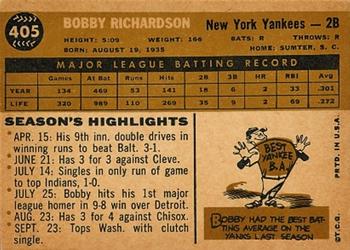 405
BOBBY RICHARDSON
New York Yankees — 2B
HEIGHT: 5:09 WEIGHT: 166 BATS: R THROWS: R
BORN: AUGUST 19, 1935 HOME: SUMTER, S. C.
MAJOR LEAGUE BATTING RECORD
Games At Bat Runs Hits 2B 3B HR RBI Avg.
YEAR 134 469 53 141 18 6 2 33 .301
LIFE 320 989 110 269 35 11 2 69 .272
SEASON'S HIGHLIGHTS
APR. 15: His 9th inn. double drives in
winning runs to beat Balt. 3-1.
JUNE 21: Has 3 for 3 against Cleve.
JULY 14: Singles in only run of game
to top Indians, 1-0.
JULY 25: Bobby hits his 1st major
league homer in 9-8 win over Detroit.
AUG. 23: Has 3 for 4 against Chisox.
SEPT. 23: Tops Wash. with clutch
single.
BEST
YANKEE
B.A.
BOBBY HAD THE BEST BAT-
TING AVERAGE ON THE
YANKS LAST SEASON
©T.C.G. PRTD. IN U.S.A.